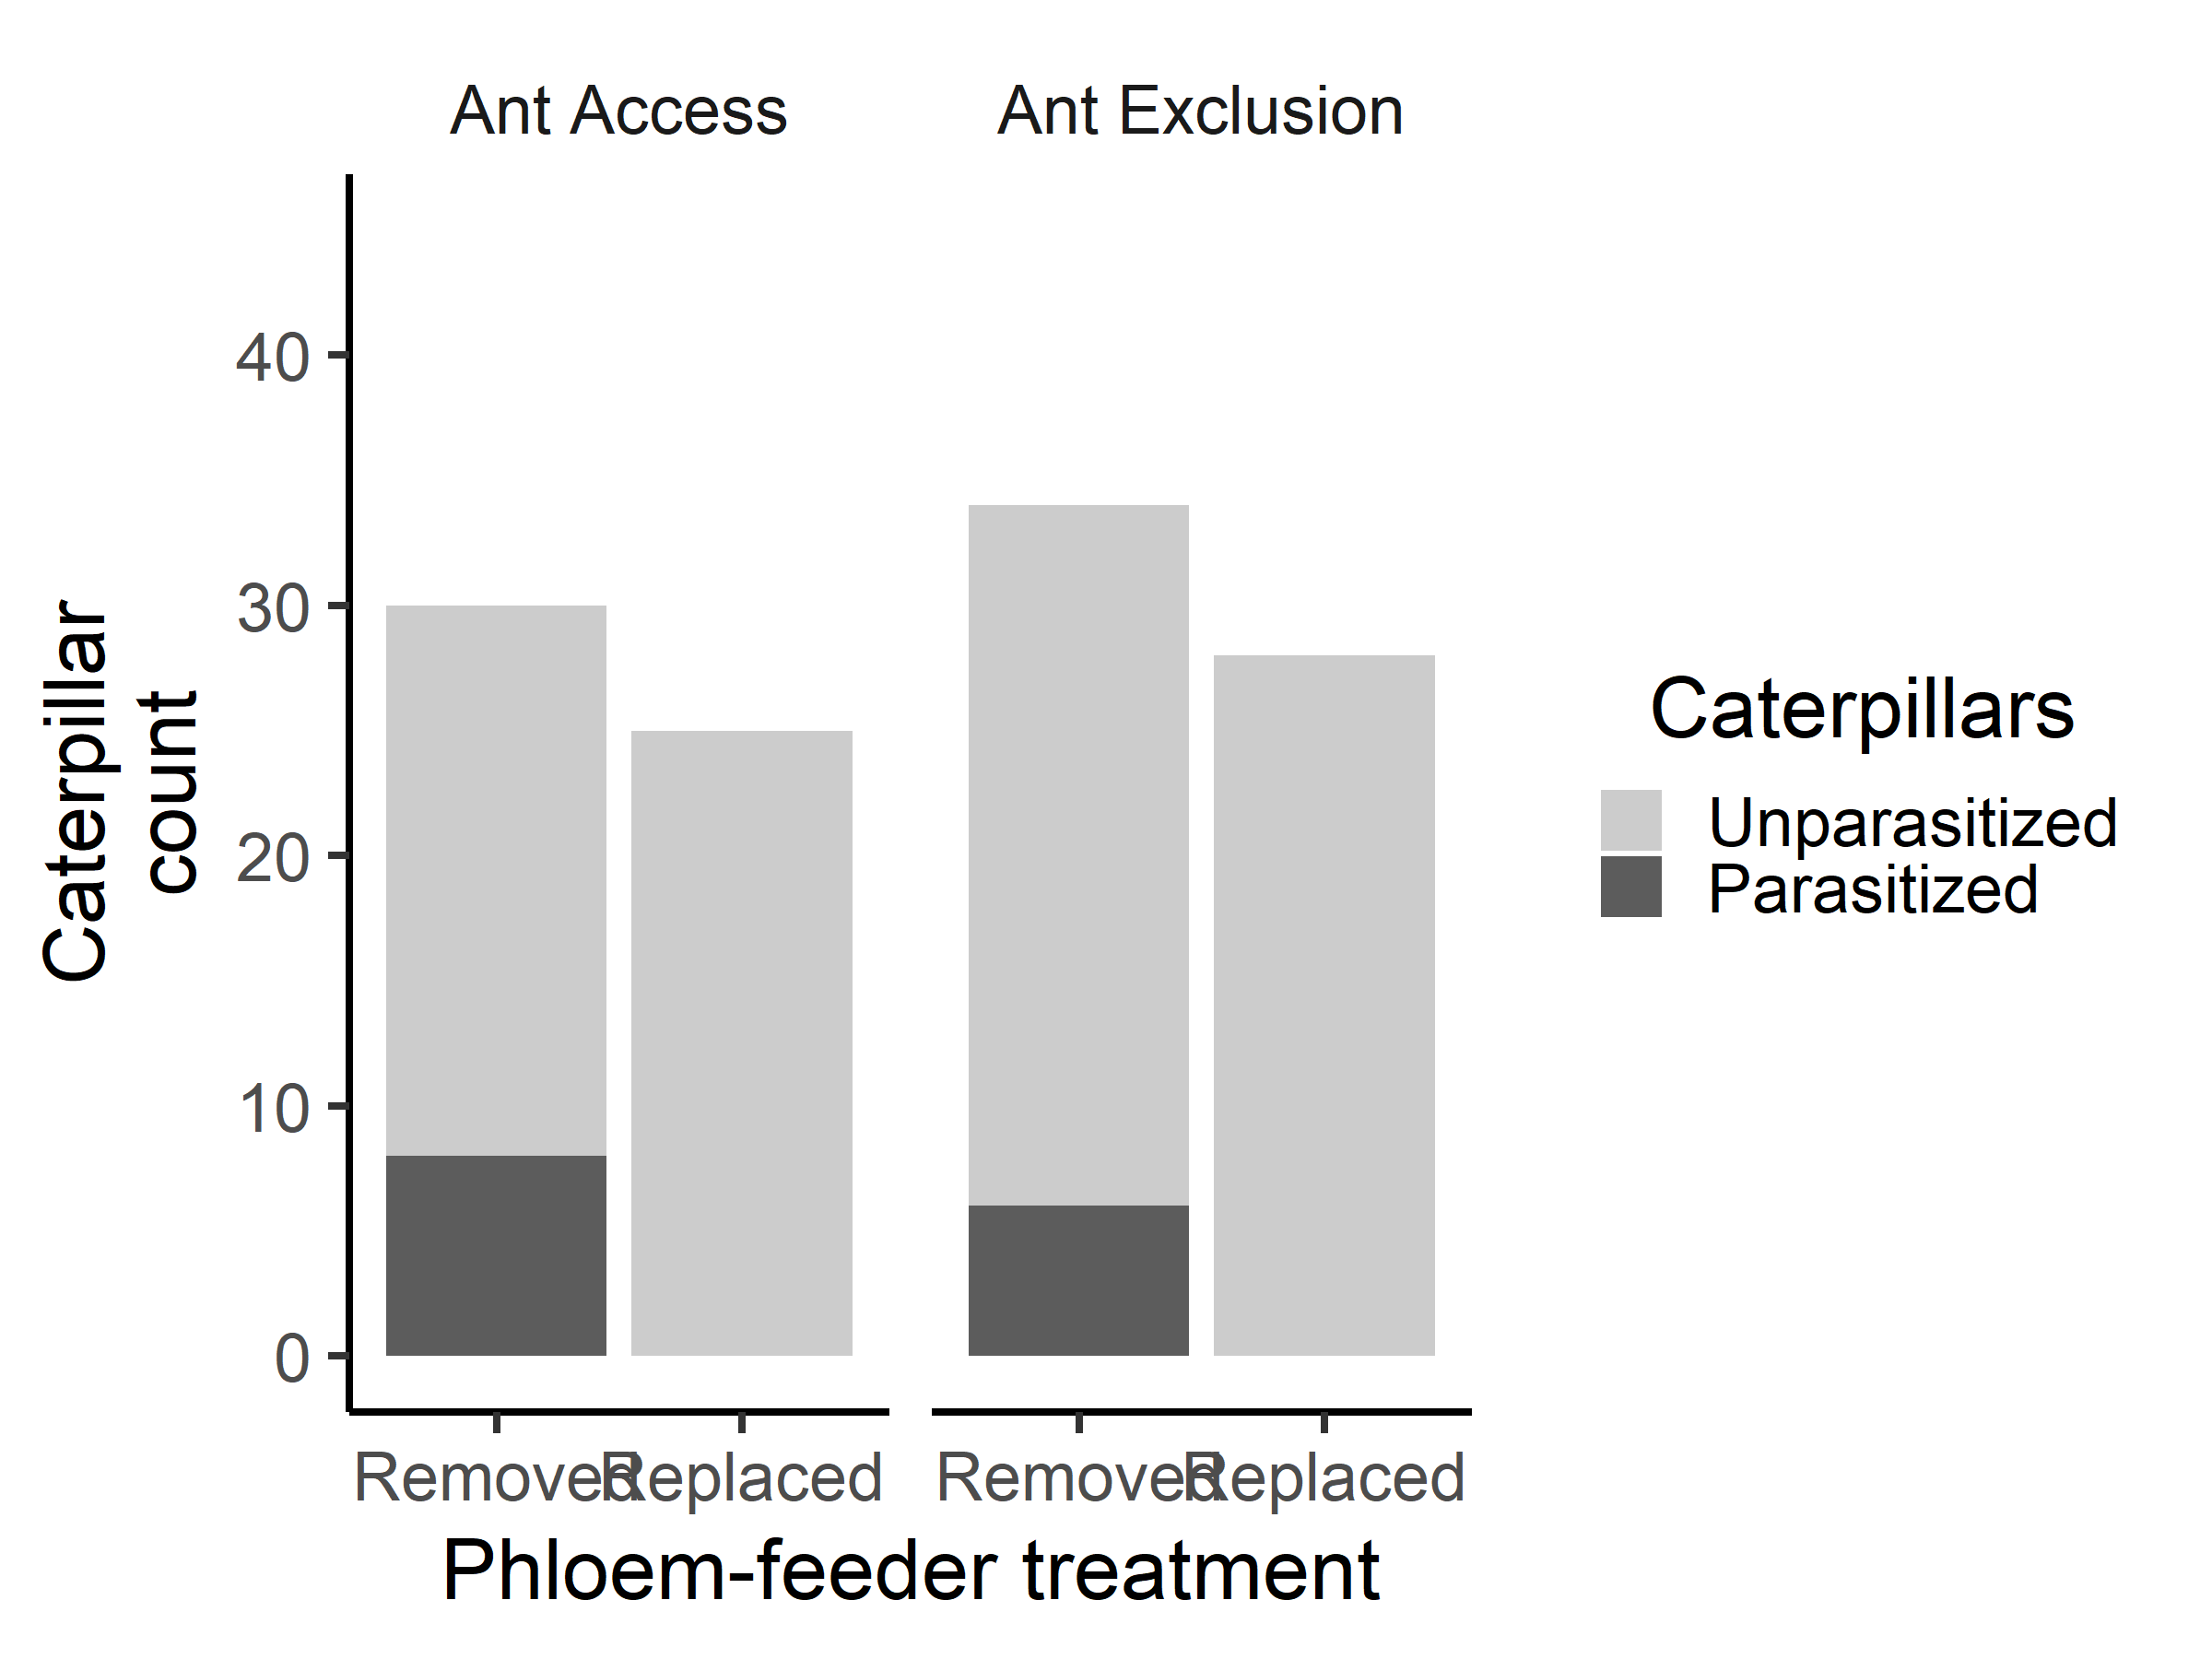 Ant Access
Ant Exclusion
Caterpillar
count
40
30
20
10
0
Removed
Replaced
Removed
Replaced
Phloem-feeder treatment
Caterpillars
Unparasitized
Parasitized